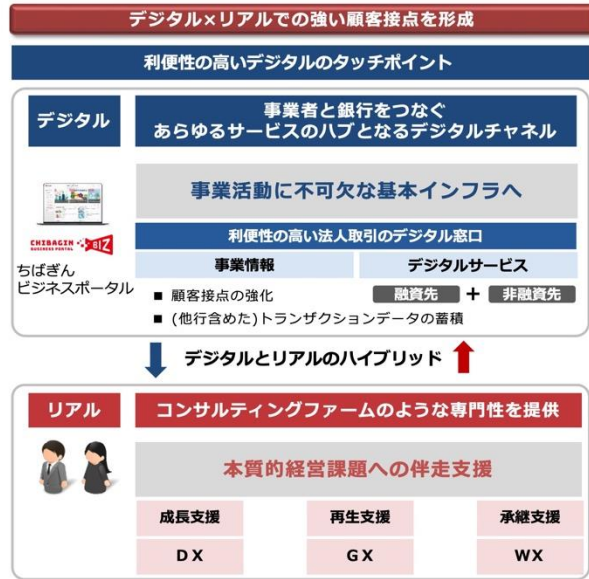 デジタル×リアルでの強い顧客接点を形成
利便性の高いデジタルのタッチポイント
デジタル
事業者と銀行をつなぐ
あらゆるサービスのハブとなるデジタルチャネル
事業活動に不可欠な基本インフラへ
CHIBAGIN
BUSINESS PORTAL
BIZ
ちばぎん
ビジネスポータル
利便性の高い法人取引のデジタル窓口
事業情報
デジタルサービス
■ 顧客接点の強化
融資先 + 非融資先
■ (他行含めた)トランザクションデータの蓄積
デジタルとリアルのハイブリッド
リアル
コンサルティングファームのような専門性を提供
本質的経営課題への伴走支援
成長支援
再生支援
承継支援
DX
GX
WX